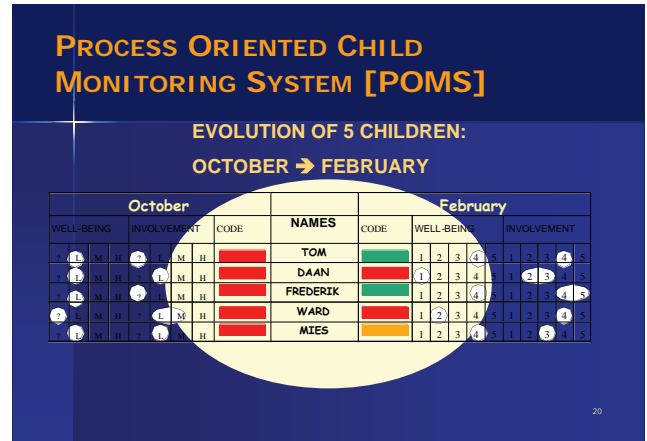 PROCESS ORIENTED CHILD
MONITORING SYSTEM [POMS]
EVOLUTION OF 5 CHILDREN:
OCTOBER ➔ FEBRUARY
October February
WELL-BEING INVOLVEMENT CODE NAMES CODE WELL-BEING INVOLVEMENT
? L M H ? L M H TOM 1 2 3 4 5 1 2 3 4 5
? L M H ? L M H DAAN 1 2 3 4 5 1 2 3 4 5
? L M H ? L M H FREDERIK 1 2 3 4 5 1 2 3 4 5
? L M H ? L M H WARD 1 2 3 4 5 1 2 3 4 5
? L M H ? L M H MIES 1 2 3 4 5 1 2 3 4 5
20